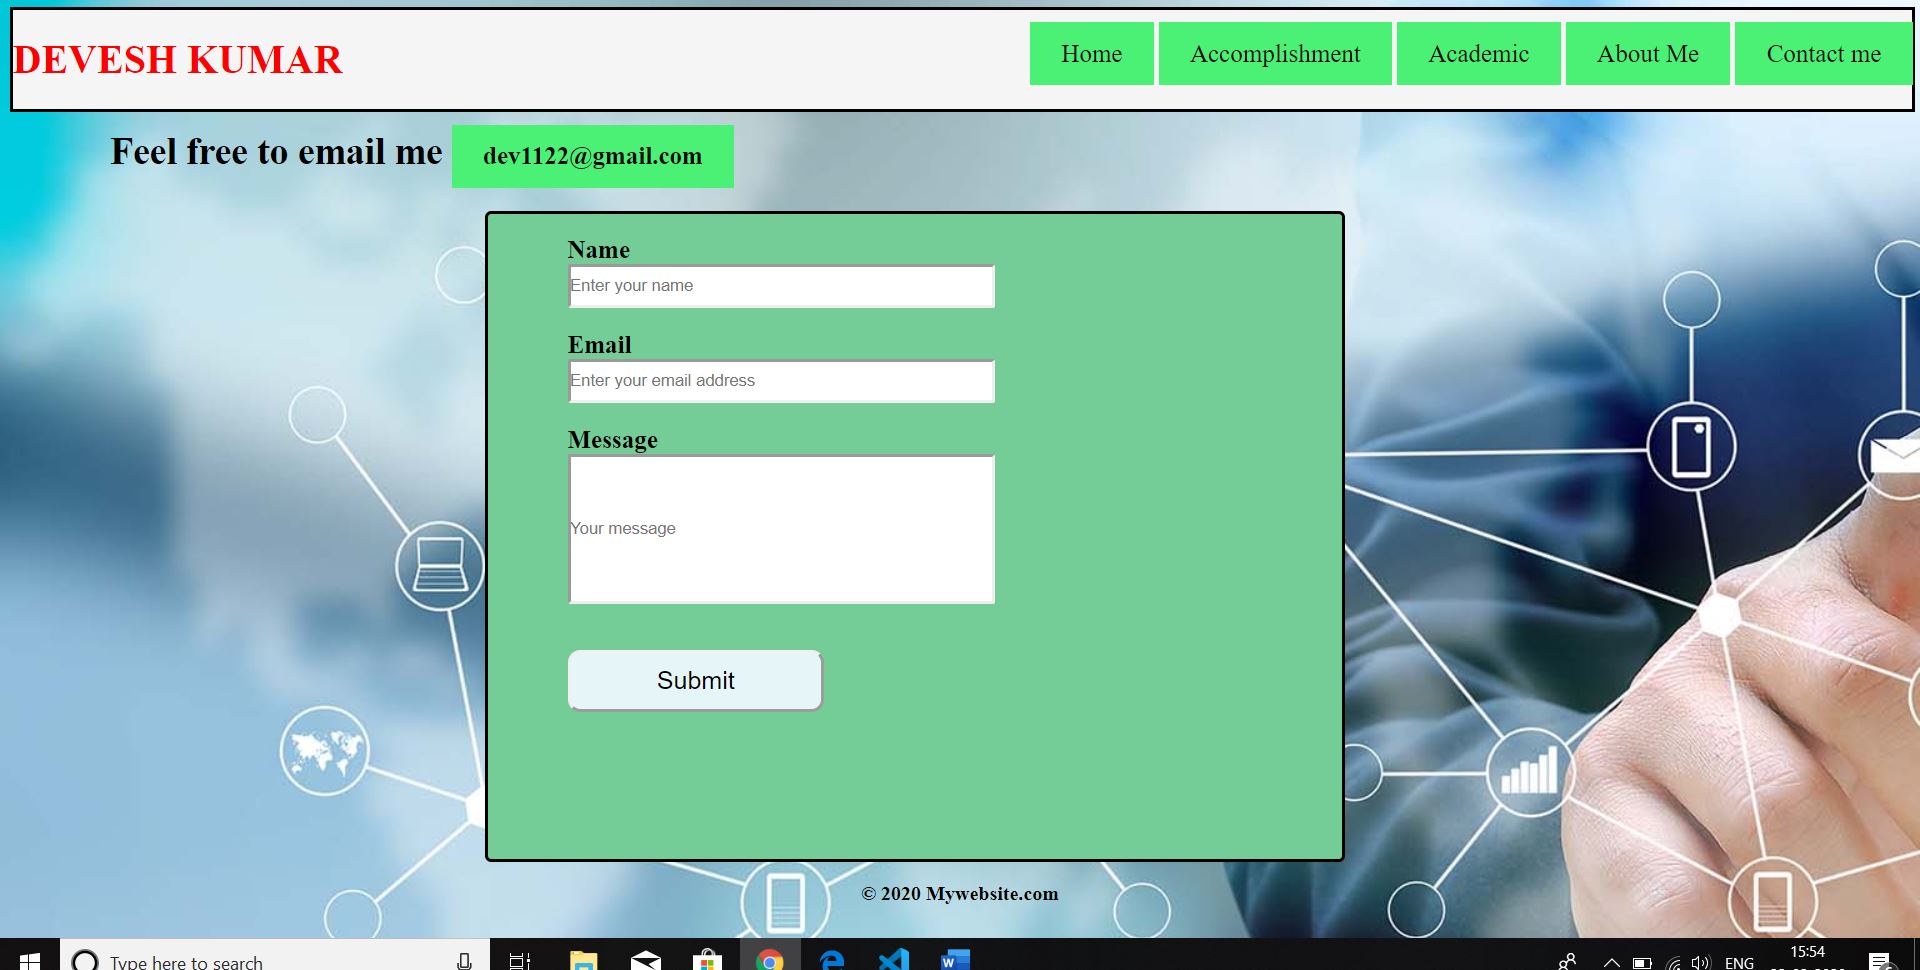 DEVESH KUMAR
Home Accomplishment Academic About Me Contact me
Feel free to email me dev1122@gmail.com
Name
Enter your name
Email
Enter your email address
Message
Your message
Submit
© 2020 Mywebsite.com
Type here to search
ENG 15:54